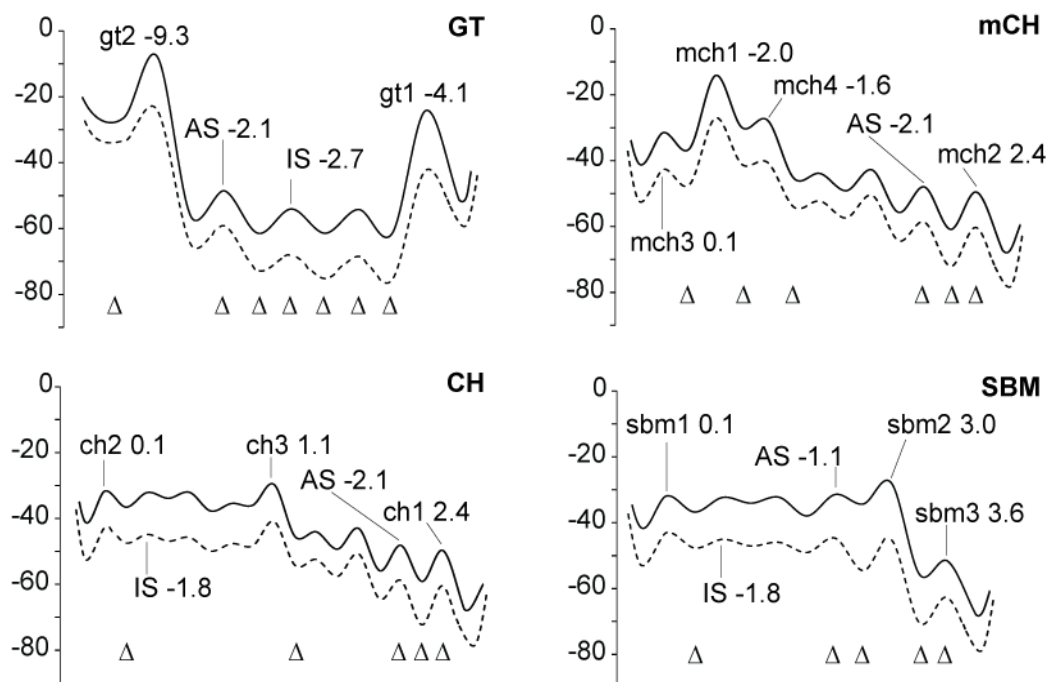 GT
0
-20
-40
-60
-80
gt2 -9.3
AS -2.1
IS -2.7
gt1 -4.1
Δ Δ Δ Δ Δ Δ Δ
mCH
0
-20
-40
-60
-80
mch1 -2.0
mch4 -1.6
AS -2.1
mch2 2.4
mch3 0.1
Δ Δ Δ Δ Δ Δ
CH
0
-20
-40
-60
-80
ch2 0.1
ch3 1.1
AS -2.1
ch1 2.4
IS -1.8
Δ Δ Δ Δ Δ
SBM
0
-20
-40
-60
-80
sbm1 0.1
sbm2 3.0
AS -1.1
sbm3 3.6
IS -1.8
Δ Δ Δ Δ Δ